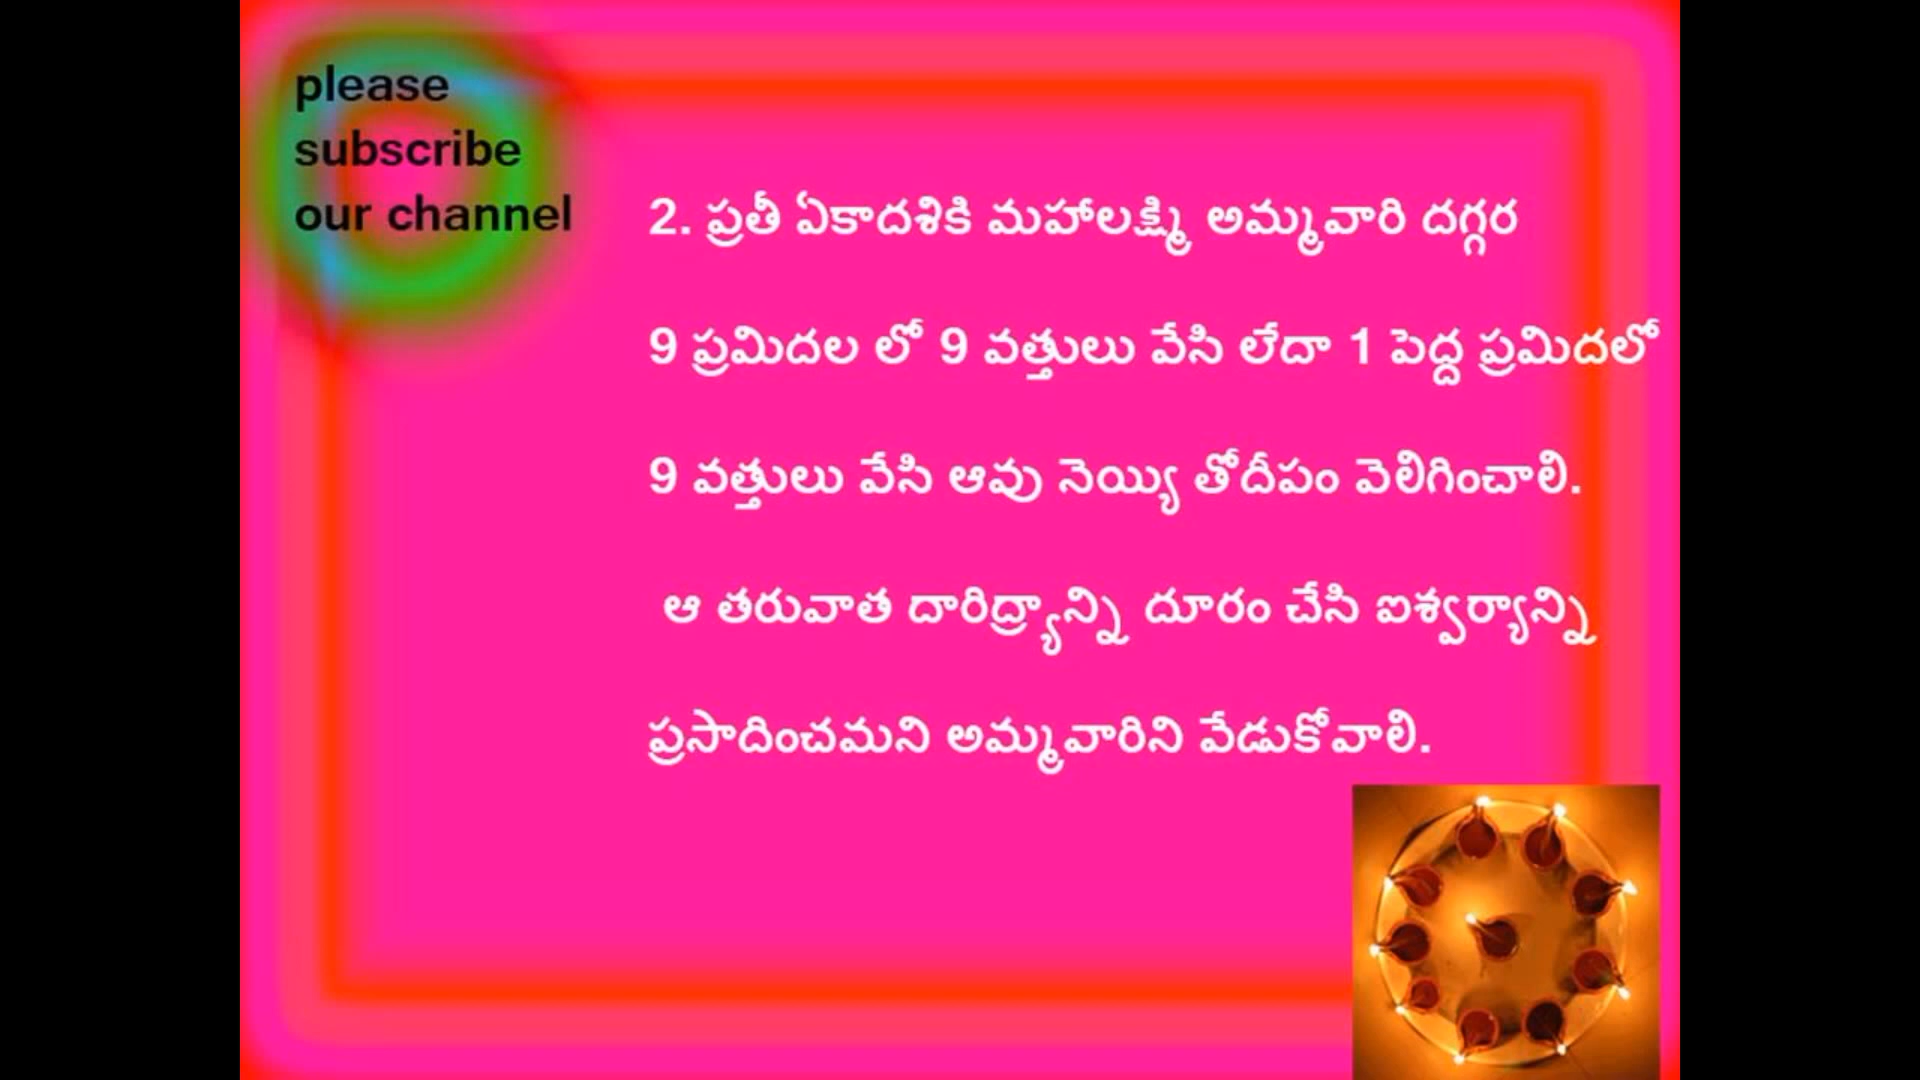 please
subscribe
our channel
2. ప్రతీ ఏకాదశికి మహాలక్ష్మి అమ్మవారి దగ్గర
9 ప్రమిదల లో 9 వత్తులు వేసి లేదా 1 పెద్ద ప్రమిదలో
9 వత్తులు వేసి ఆవు నెయ్యి తోదీపం వెలిగించాలి.
ఆ తరువాత దారిద్ర్యాన్ని దూరం చేసి ఐశ్వర్యాన్ని
ప్రసాదించమని అమ్మవారిని వేడుకోవాలి.